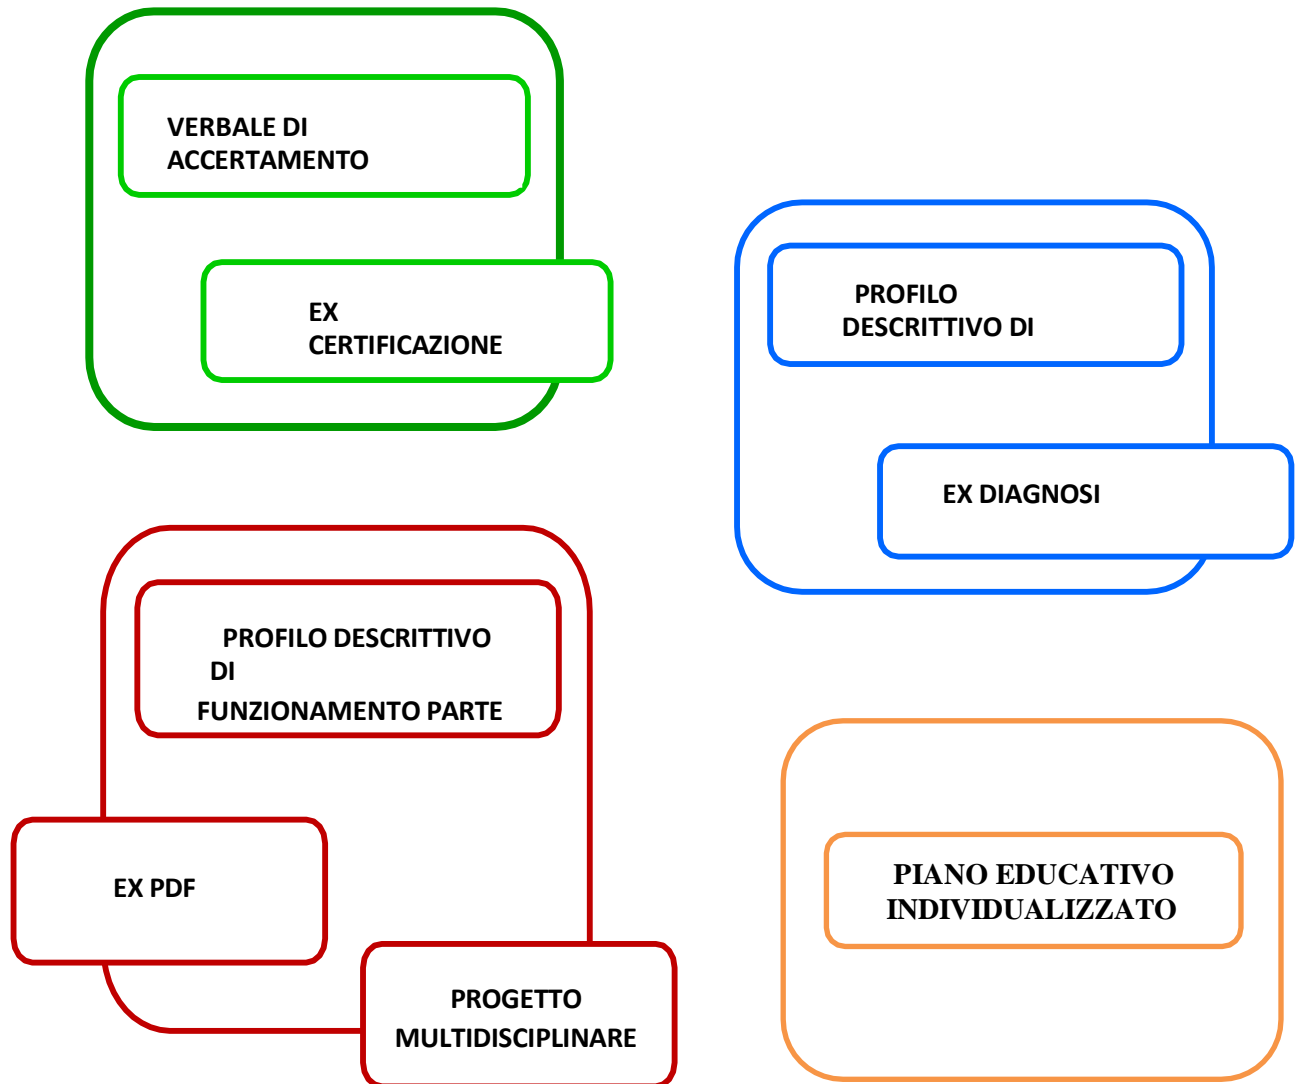 VERBALE DI
ACCERTAMENTO
EX
CERTIFICAZIONE
PROFILO
DESCRITTIVO DI
EX DIAGNOSI
PROFILO DESCRITTIVO
DI
FUNZIONAMENTO PARTE
EX PDF
PROGETTO
MULTIDISCIPLINARE
PIANO EDUCATIVO
INDIVIDUALIZZATO